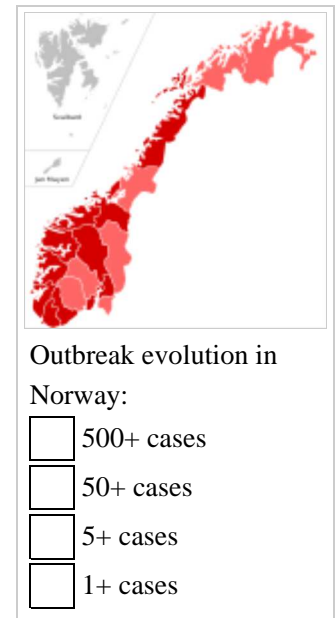 Svalbard
Jan Mayen
Outbreak evolution in
Norway:
500+ cases
50+ cases
5+ cases
1+ cases